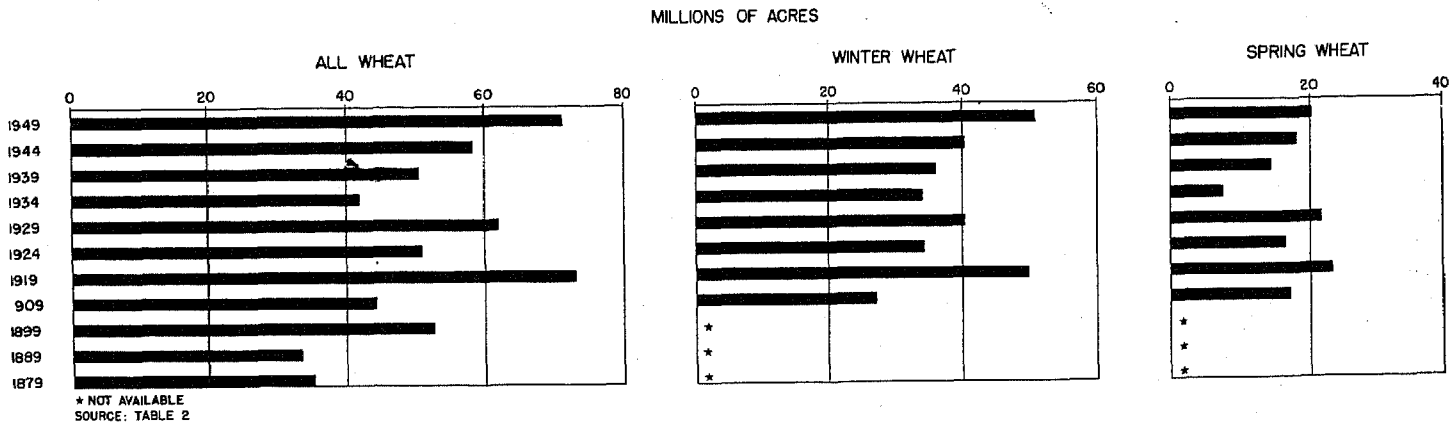 MILLIONS OF ACRES
ALL WHEAT
0 20 40 60 80
WINTER WHEAT
0 20 40 60
SPRING WHEAT
0 20 40
1949
1944
1939
1934
1929
1924
1919
909
1899
1889
1879
* * 
* * 
* * 
* NOT AVAILABLE
SOURCE: TABLE 2